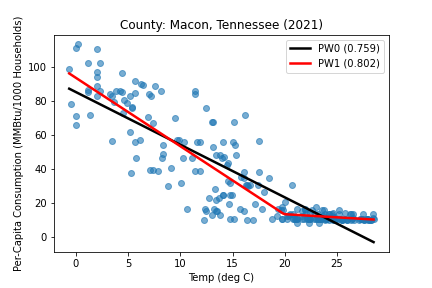 County: Macon, Tennessee (2021)
PW0 (0.759)
PW1 (0.802)
Per-Capita Consumption (MMBtu/1000 Households)
100
80
60
40
20
0
0 5 10 15 20 25
Temp (deg C)